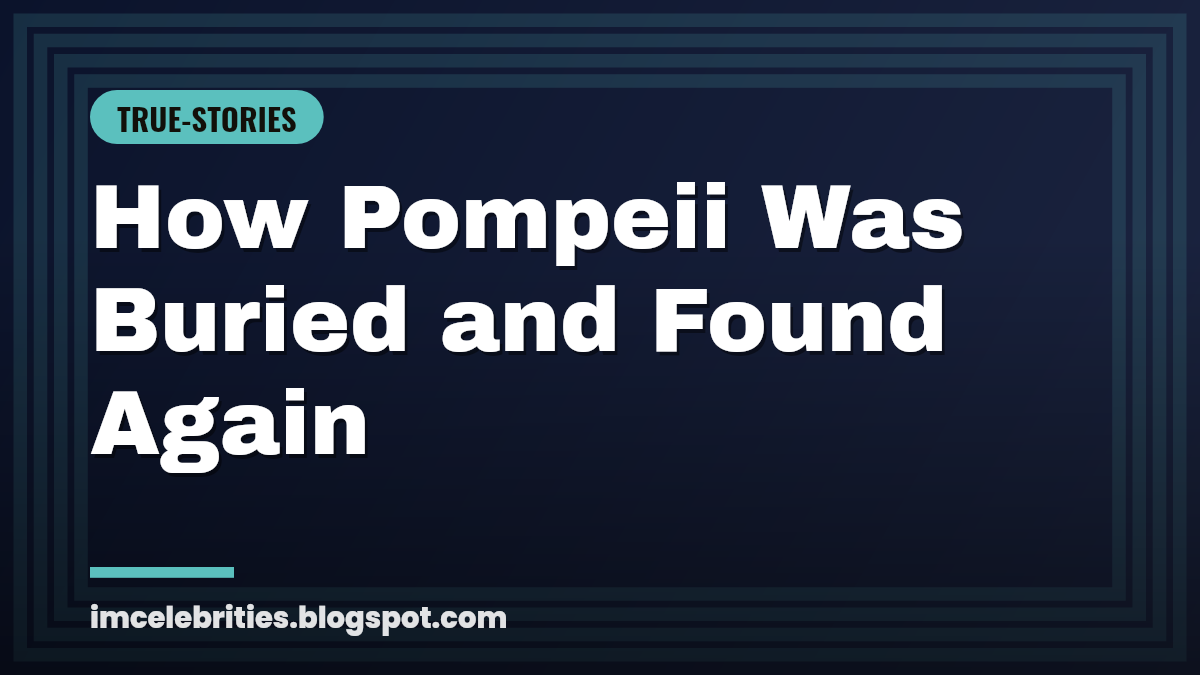 TRUE-STORIES
How Pompeii Was
Buried and Found
Again
imcelebrities.blogspot.com